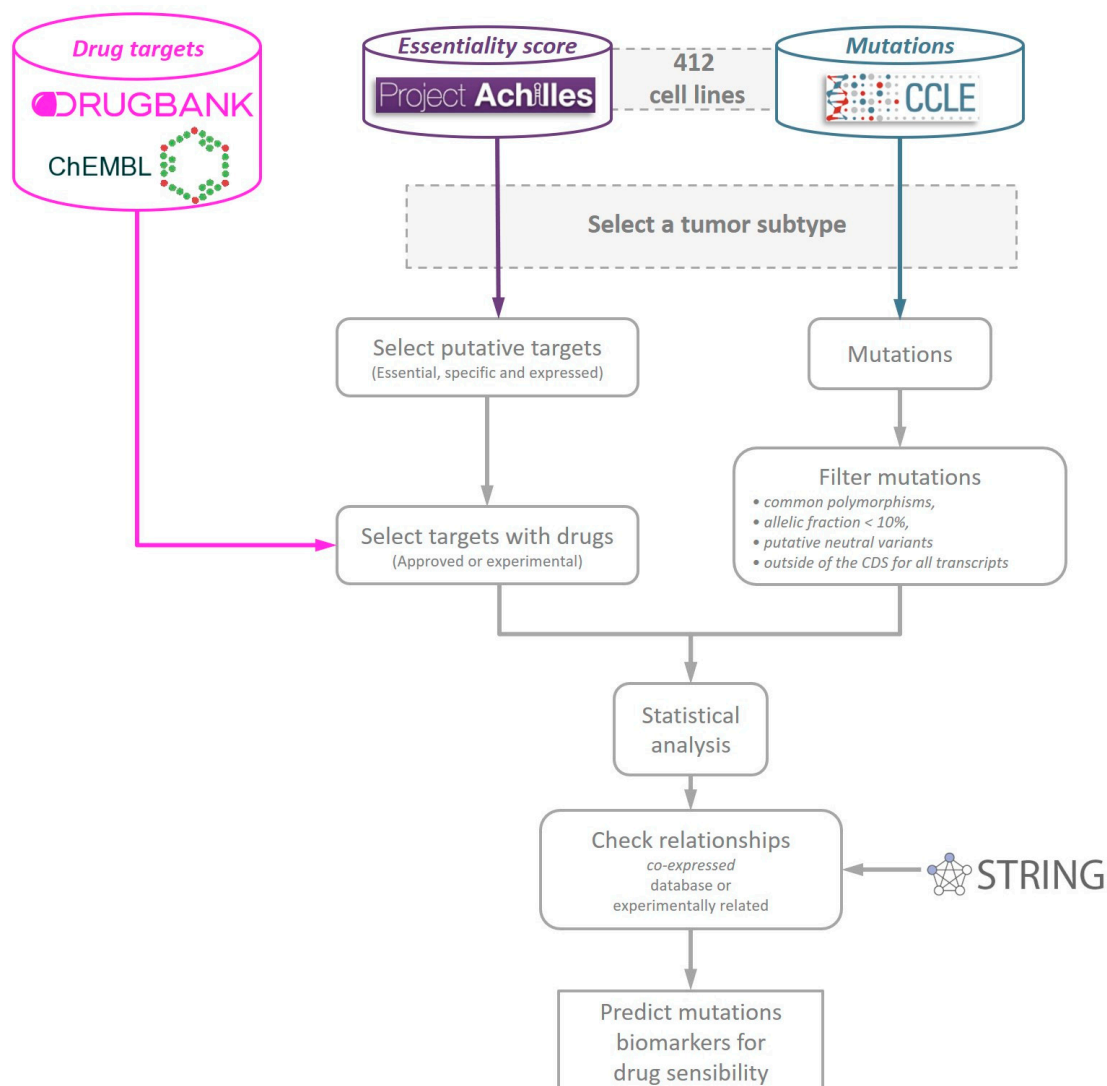 Drug targets
DRUGBANK
ChEMBL
Essentiality score
Project Achilles
412
cell lines
Mutations
CCLE
Select a tumor subtype
Select putative targets
(Essential, specific and expressed)
Mutations
Filter mutations
• common polymorphisms,
• allelic fraction < 10%,
• putative neutral variants
• outside of the CDS for all transcripts
Select targets with drugs
(Approved or experimental)
Statistical
analysis
Check relationships
co-expressed
database or
experimentally related
STRING
Predict mutations
biomarkers for
drug sensibility